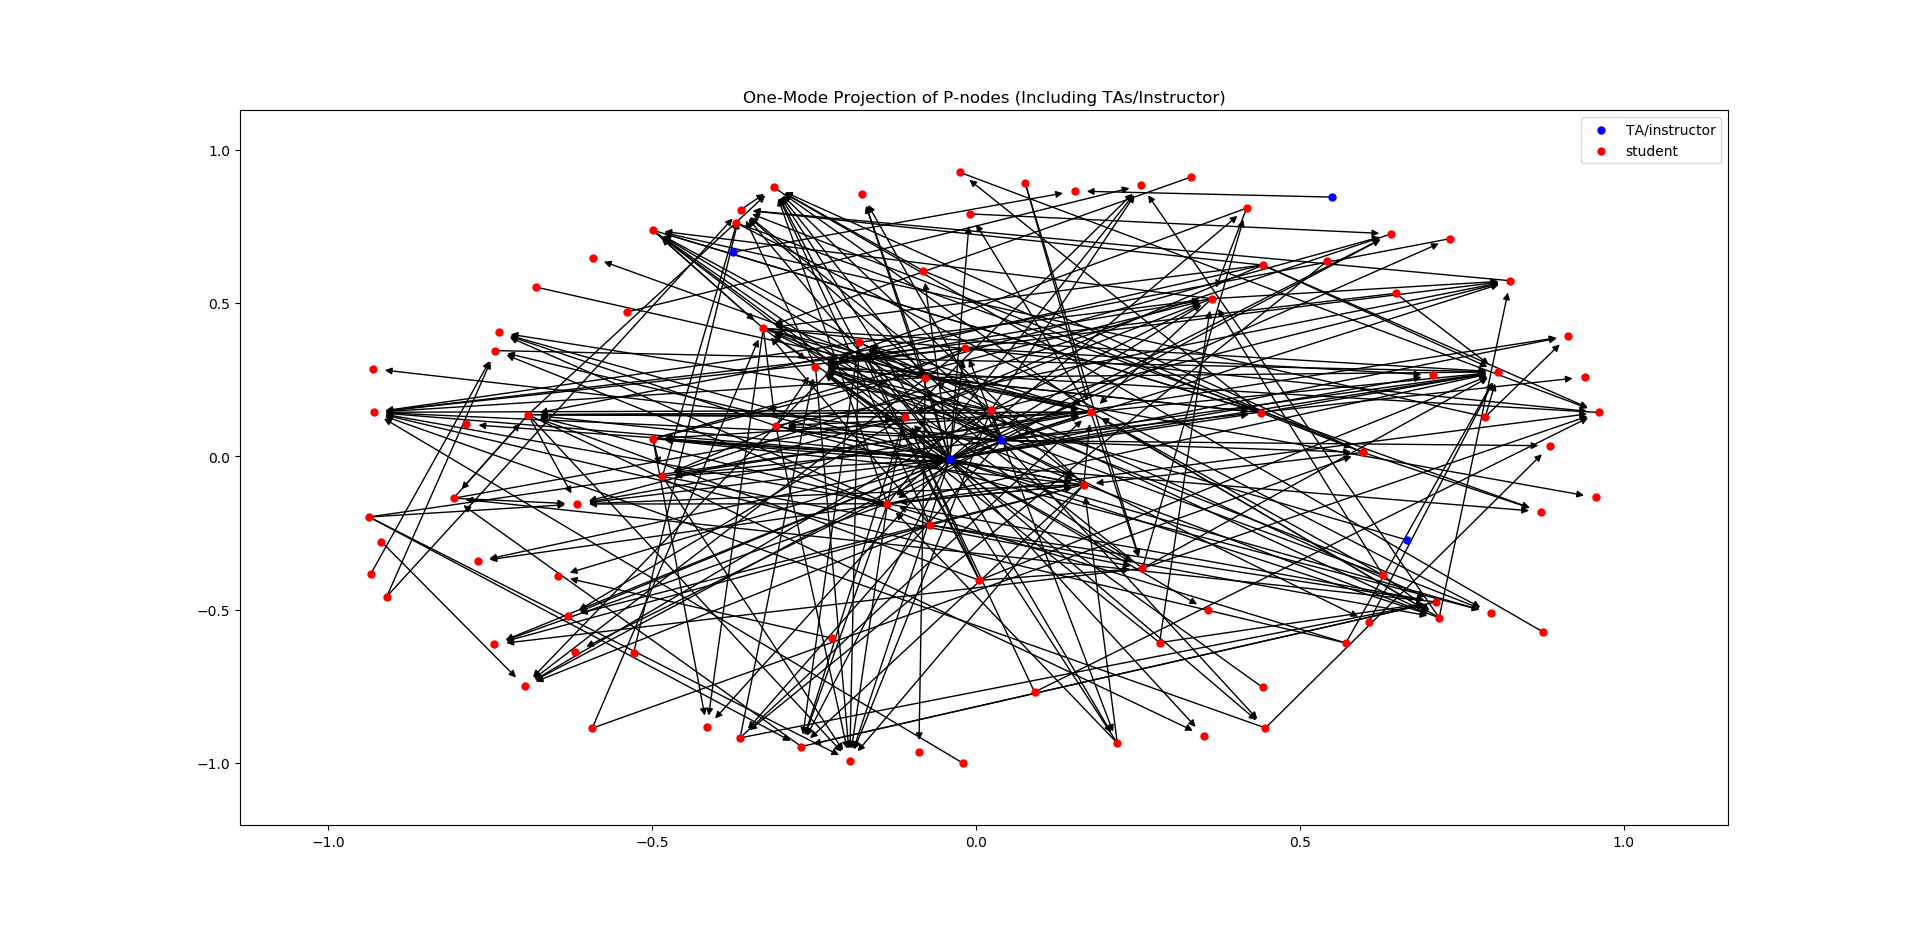 One-Mode Projection of P-nodes (Including TAs/Instructor)
TA/instructor
student
1.0
0.5
0.0
−0.5
−1.0
−1.0 −0.5 0.0 0.5 1.0